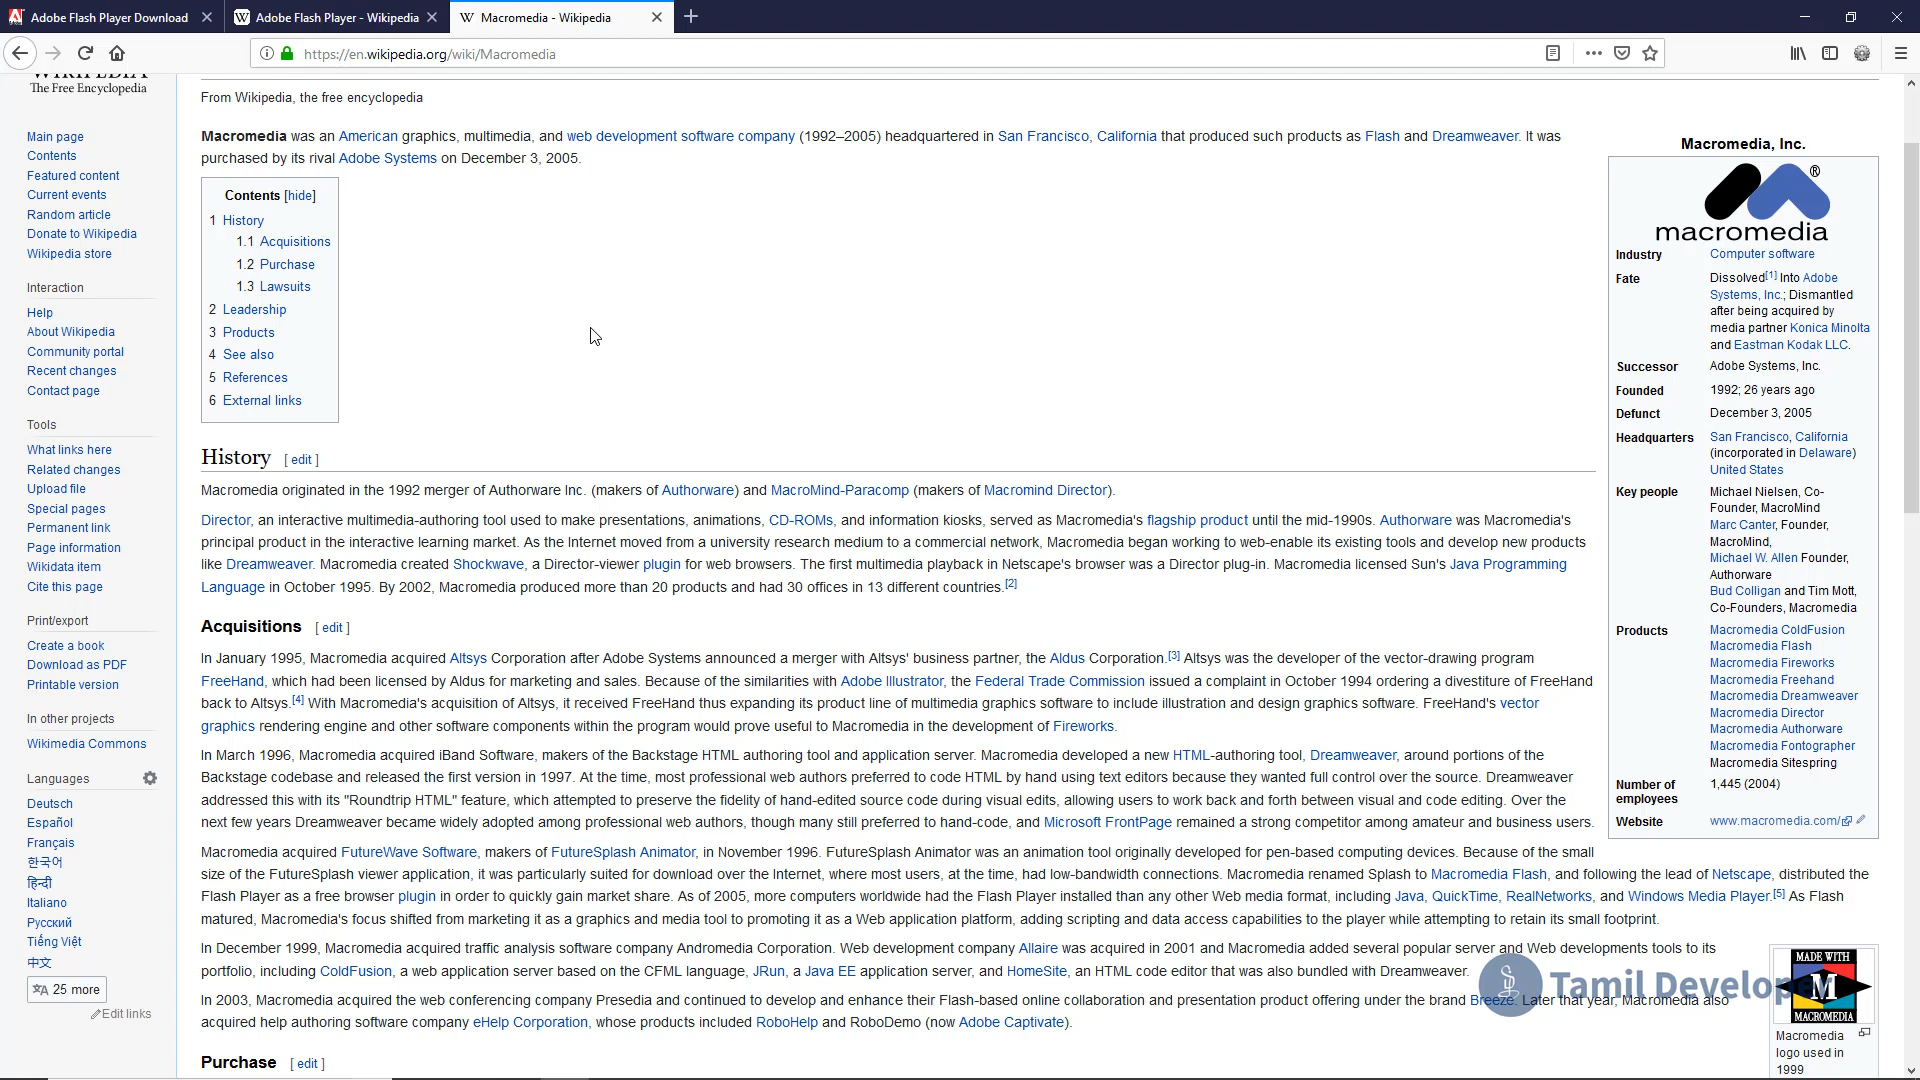 Adobe Flash Player Download
Adobe Flash Player - Wikipedia
Macromedia - Wikipedia
https://en.wikipedia.org/wiki/Macromedia
WIKIPEDIA
The Free Encyclopedia
Main page
Contents
Featured content
Current events
Random article
Donate to Wikipedia
Wikipedia store
Interaction
Help
About Wikipedia
Community portal
Recent changes
Contact page
Tools
What links here
Related changes
Upload file
Special pages
Permanent link
Page information
Wikidata item
Cite this page
Print/export
Create a book
Download as PDF
Printable version
In other projects
Wikimedia Commons
Languages
Deutsch
Español
Français
한국어
हिन्दी
Italiano
Русский
Tiếng Việt
中文
25 more
Edit links
From Wikipedia, the free encyclopedia
Macromedia was an American graphics, multimedia, and web development software company (1992–2005) headquartered in San Francisco, California that produced such products as Flash and Dreamweaver. It was
purchased by its rival Adobe Systems on December 3, 2005.
Contents [hide]
1 History
1.1 Acquisitions
1.2 Purchase
1.3 Lawsuits
2 Leadership
3 Products
4 See also
5 References
6 External links
History [ edit ]
Macromedia originated in the 1992 merger of Authorware Inc. (makers of Authorware) and MacroMind-Paracomp (makers of Macromind Director).
Director, an interactive multimedia-authoring tool used to make presentations, animations, CD-ROMs, and information kiosks, served as Macromedia's flagship product until the mid-1990s. Authorware was Macromedia's
principal product in the interactive learning market. As the Internet moved from a university research medium to a commercial network, Macromedia began working to web-enable its existing tools and develop new products
like Dreamweaver. Macromedia created Shockwave, a Director-viewer plugin for web browsers. The first multimedia playback in Netscape's browser was a Director plug-in. Macromedia licensed Sun's Java Programming
Language in October 1995. By 2002, Macromedia produced more than 20 products and had 30 offices in 13 different countries.[2]
Acquisitions [ edit ]
In January 1995, Macromedia acquired Altsys Corporation after Adobe Systems announced a merger with Altsys' business partner, the Aldus Corporation.[3] Altsys was the developer of the vector-drawing program
FreeHand, which had been licensed by Aldus for marketing and sales. Because of the similarities with Adobe Illustrator, the Federal Trade Commission issued a complaint in October 1994 ordering a divestiture of FreeHand
back to Altsys.[4] With Macromedia's acquisition of Altsys, it received FreeHand thus expanding its product line of multimedia graphics software to include illustration and design graphics software. FreeHand's vector
graphics rendering engine and other software components within the program would prove useful to Macromedia in the development of Fireworks.
In March 1996, Macromedia acquired iBand Software, makers of the Backstage HTML authoring tool and application server. Macromedia developed a new HTML-authoring tool, Dreamweaver, around portions of the
Backstage codebase and released the first version in 1997. At the time, most professional web authors preferred to code HTML by hand using text editors because they wanted full control over the source. Dreamweaver
addressed this with its "Roundtrip HTML" feature, which attempted to preserve the fidelity of hand-edited source code during visual edits, allowing users to work back and forth between visual and code editing. Over the
next few years Dreamweaver became widely adopted among professional web authors, though many still preferred to hand-code, and Microsoft FrontPage remained a strong competitor among amateur and business users.
Macromedia acquired FutureWave Software, makers of FutureSplash Animator, in November 1996. FutureSplash Animator was an animation tool originally developed for pen-based computing devices. Because of the small
size of the FutureSplash viewer application, it was particularly suited for download over the Internet, where most users, at the time, had low-bandwidth connections. Macromedia renamed Splash to Macromedia Flash, and following the lead of Netscape, distributed the
Flash Player as a free browser plugin in order to quickly gain market share. As of 2005, more computers worldwide had the Flash Player installed than any other Web media format, including Java, QuickTime, RealNetworks, and Windows Media Player.[5] As Flash
matured, Macromedia's focus shifted from marketing it as a graphics and media tool to promoting it as a Web application platform, adding scripting and data access capabilities to the player while attempting to retain its small footprint.
In December 1999, Macromedia acquired traffic analysis software company Andromedia Corporation. Web development company Allaire was acquired in 2001 and Macromedia added several popular server and Web developments tools to its
portfolio, including ColdFusion, a web application server based on the CFML language, JRun, a Java EE application server, and HomeSite, an HTML code editor that was also bundled with Dreamweaver.
In 2003, Macromedia acquired the web conferencing company Presedia and continued to develop and enhance their Flash-based online collaboration and presentation product offering under the brand Breeze. Later that year, Macromedia also
acquired help authoring software company eHelp Corporation, whose products included RoboHelp and RoboDemo (now Adobe Captivate).
Purchase [ edit ]
Macromedia, Inc.
®
macromedia
Industry Computer software
Fate Dissolved[1] Into Adobe
Systems, Inc.; Dismantled
after being acquired by
media partner Konica Minolta
and Eastman Kodak LLC.
Successor Adobe Systems, Inc.
Founded 1992; 26 years ago
Defunct December 3, 2005
Headquarters San Francisco, California
(incorporated in Delaware)
United States
Key people Michael Nielsen, Co-
Founder, MacroMind
Marc Canter, Founder,
MacroMind,
Michael W. Allen Founder,
Authorware
Bud Colligan and Tim Mott,
Co-Founders, Macromedia
Products Macromedia ColdFusion
Macromedia Flash
Macromedia Fireworks
Macromedia Freehand
Macromedia Dreamweaver
Macromedia Director
Macromedia Authorware
Macromedia Fontographer
Macromedia Sitespring
Number of employees 1,445 (2004)
Website www.macromedia.com/
Tamil Develop
MADE WITH
M
MACROMEDIA
Macromedia
logo used in
1999